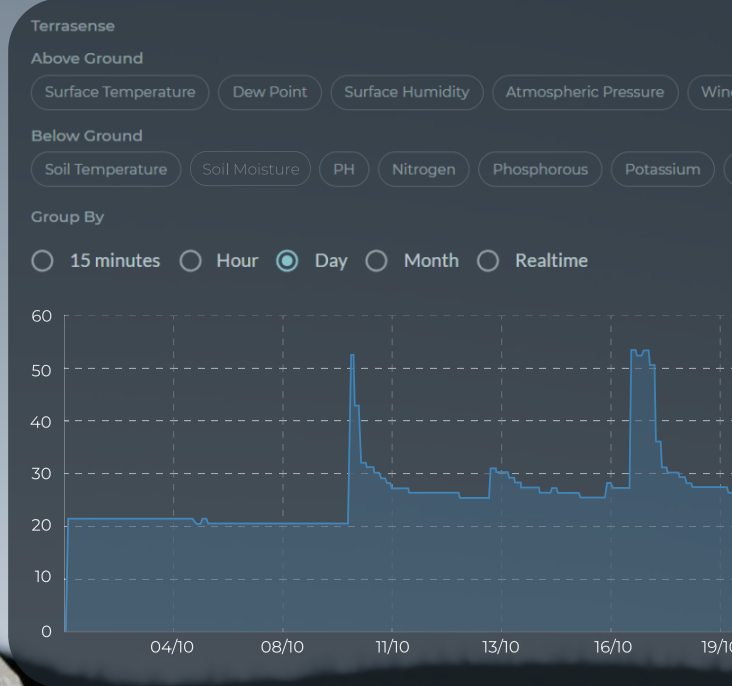 Terrasense
Above Ground
Surface Temperature Dew Point Surface Humidity Atmospheric Pressure
Below Ground
Soil Temperature Soil Moisture PH Nitrogen Phosphorous Potassium
Group By
15 minutes Hour Day Month Realtime
60
50
40
30
20
10
0
04/10 08/10 11/10 13/10 16/10